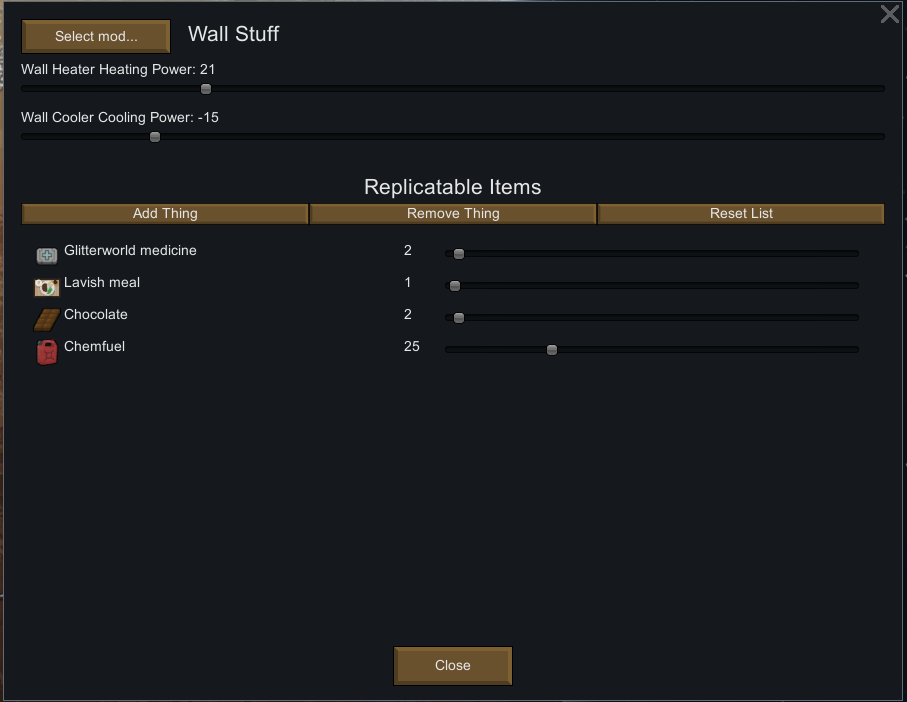 Select mod...
Wall Stuff
Wall Heater Heating Power: 21
Wall Cooler Cooling Power: -15
Replicatable Items
Add Thing
Remove Thing
Reset List
Glitterworld medicine 2
Lavish meal 1
Chocolate 2
Chemfuel 25
Close